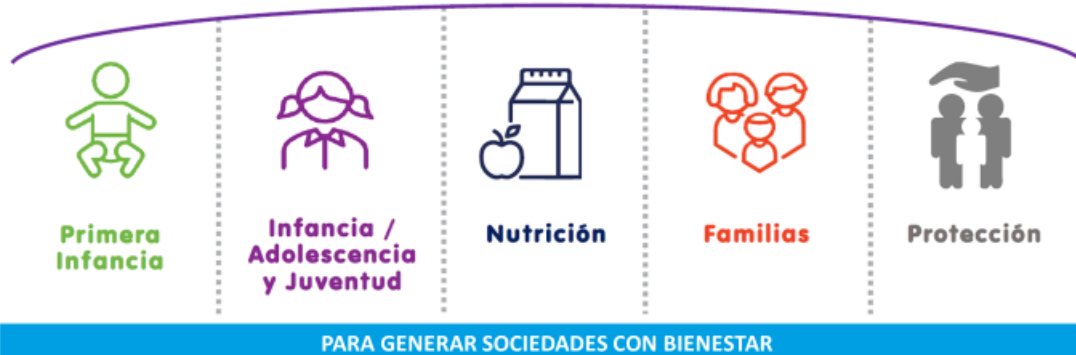 Primera
Infancia
Infancia /
Adolescencia
y Juventud
Nutrición
Familias
Protección
PARA GENERAR SOCIEDADES CON BIENESTAR